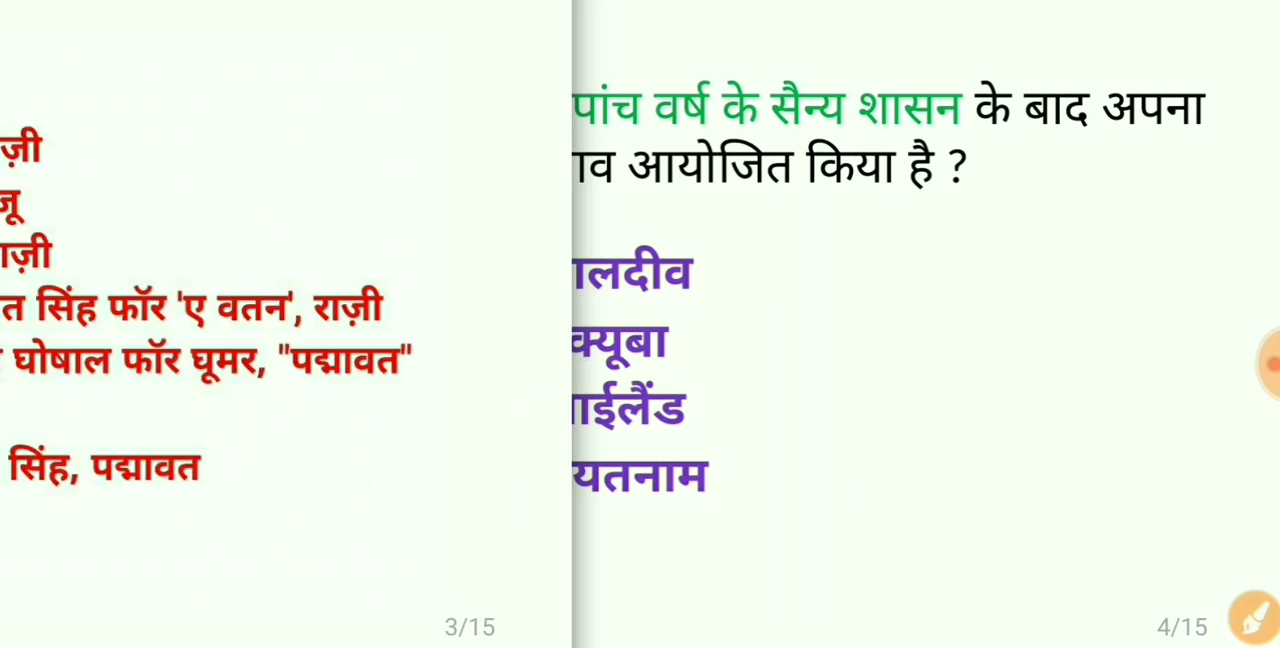 ज़ी
जू
ाज़ी
त सिंह फॉर 'ए वतन', राज़ी
घोषाल फॉर घूमर, "पद्मावत"
सिंह, पद्मावत
3/15
पांच वर्ष के सैन्य शासन के बाद अपना
ाव आयोजित किया है ?
ालदीव
क्यूबा
ाईलैंड
यतनाम
4/15